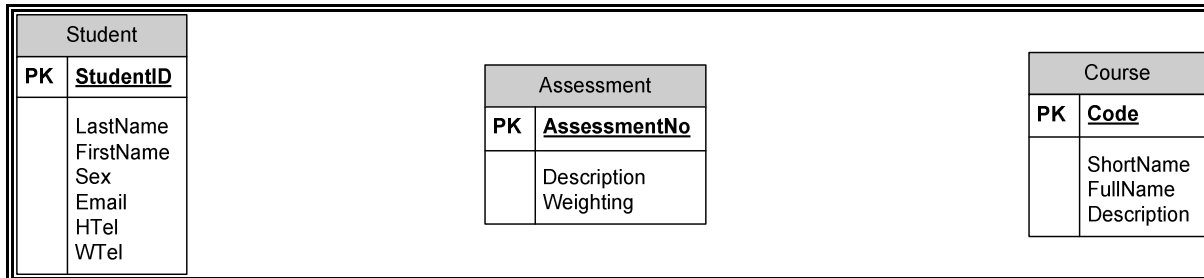 Student
PK StudentID
LastName
FirstName
Sex
Email
HTel
WTel
Assessment
PK AssessmentNo
Description
Weighting
Course
PK Code
ShortName
FullName
Description